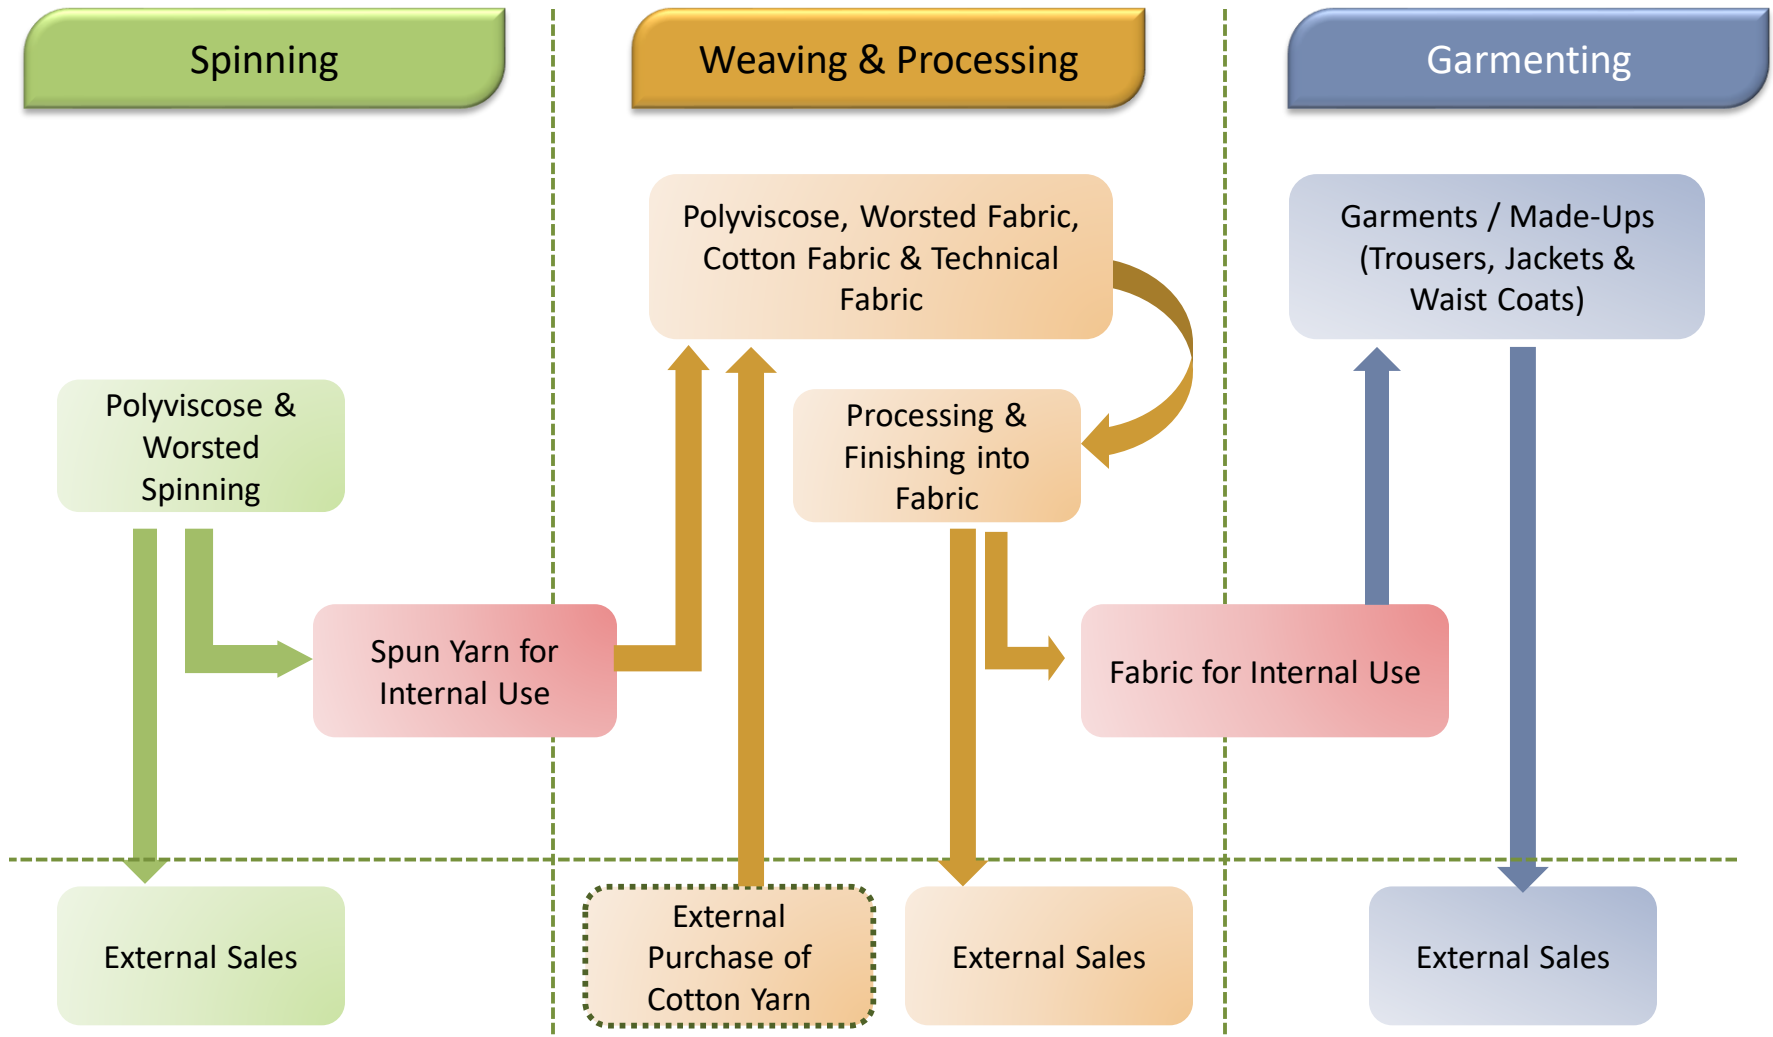 Spinning
Weaving & Processing
Garmenting
Polyviscose, Worsted Fabric,
Cotton Fabric & Technical
Fabric
Garments / Made-Ups
(Trousers, Jackets &
Waist Coats)
Polyviscose &
Worsted
Spinning
Processing &
Finishing into
Fabric
Spun Yarn for
Internal Use
Fabric for Internal Use
External Sales
External
Purchase of
Cotton Yarn
External Sales
External Sales